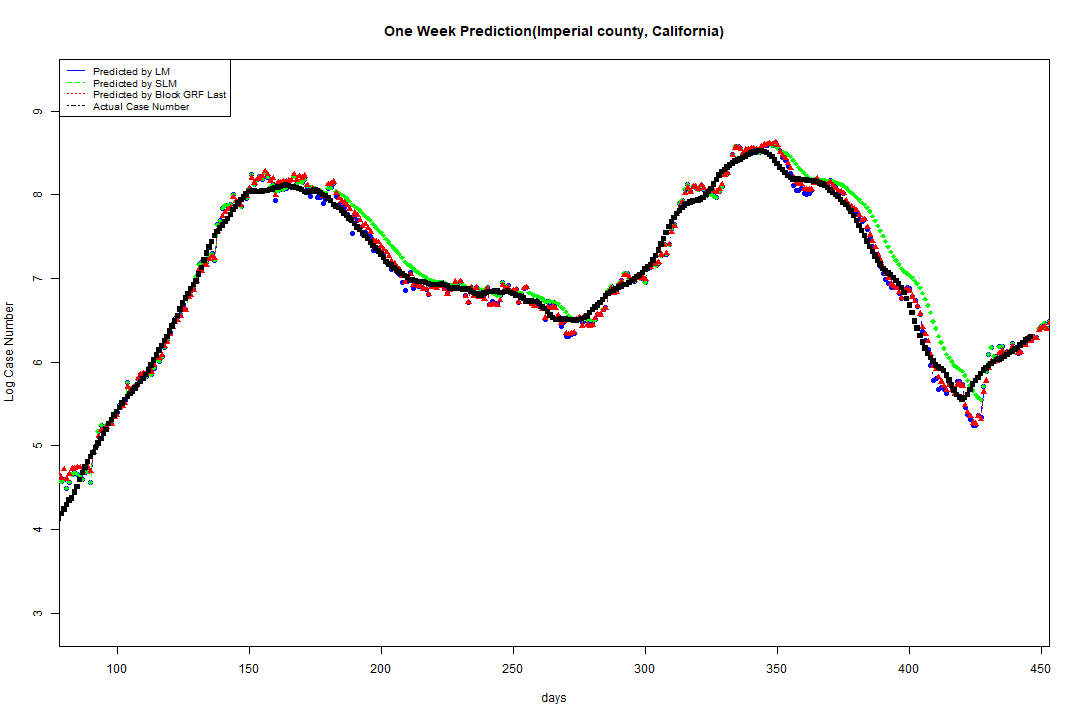 One Week Prediction(Imperial county, California)
Predicted by LM
Predicted by SLM
Predicted by Block GRF Last
Actual Case Number
9
8
7
6
5
4
3
Log Case Number
100 150 200 250 300 350 400 450
days